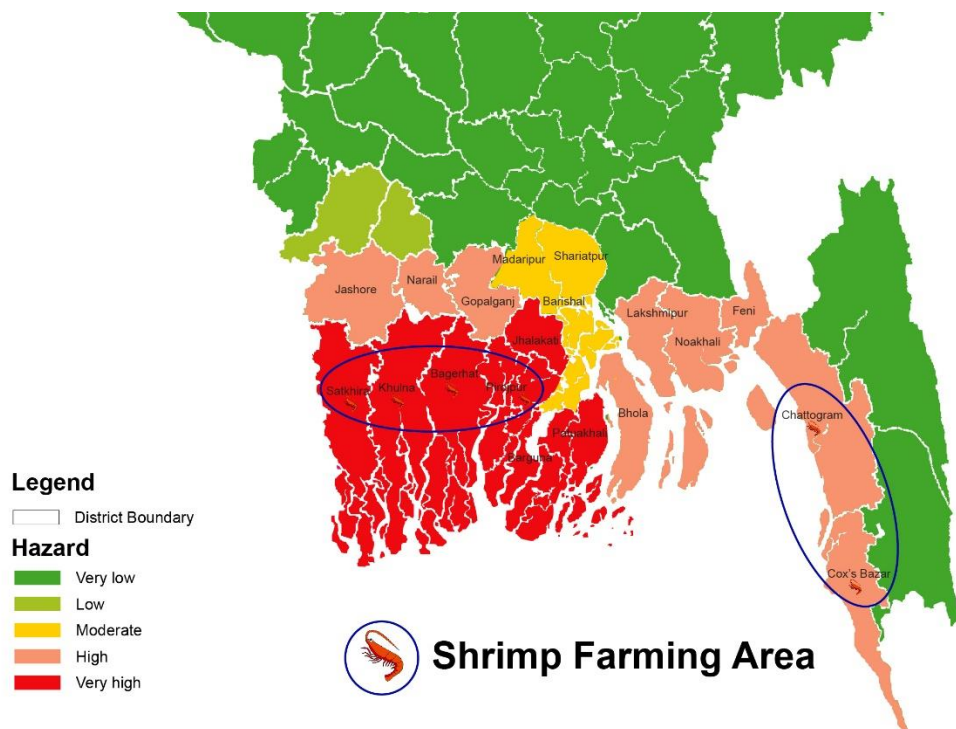 Madaripur
Shariatpur
Jashore
Narail
Gopalganj
Barishal
Lakshmipur
Feni
Noakhali
Jhalakati
Satkhira
Khulna
Bagerhat
Pirojpur
Bhola
Chattogram
Patuakhali
Barguna
Cox's Bazar
Legend
District Boundary
Hazard
Very low
Low
Moderate
High
Very high
Shrimp Farming Area